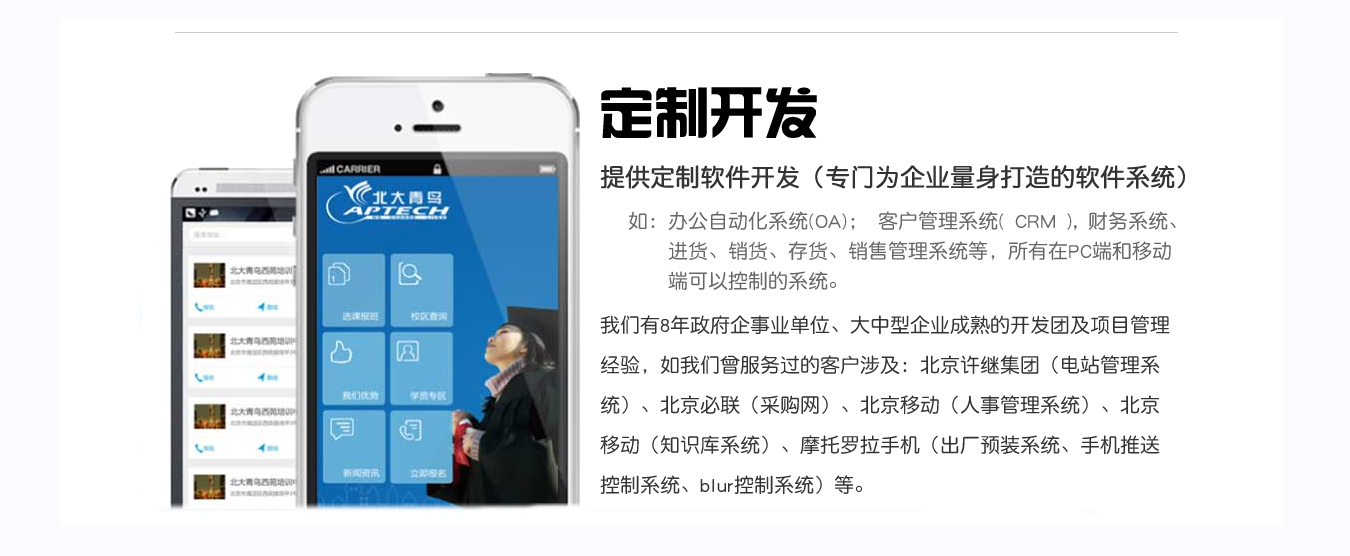 定制开发
提供定制软件开发（专门为企业量身打造的软件系统）
如：办公自动化系统(OA)； 客户管理系统( CRM )，财务系统、
进货、销货、存货、销售管理系统等，所有在PC端和移动
端可以控制的系统。
我们有8年政府企事业单位、大中型企业成熟的开发团及项目管理
经验，如我们曾服务过的客户涉及：北京许继集团（电站管理系
统）、北京必联（采购网）、北京移动（人事管理系统）、北京
移动（知识库系统）、摩托罗拉手机（出厂预装系统、手机推送
控制系统、blur控制系统）等。
CARRIER
北大青鸟
APTECH
选课报班 校区查询
我们优势 学员专区
新闻资讯 立即报名
北大青鸟西苑培训
北大青鸟西苑培训
北大青鸟西苑培训
北大青鸟西苑培训